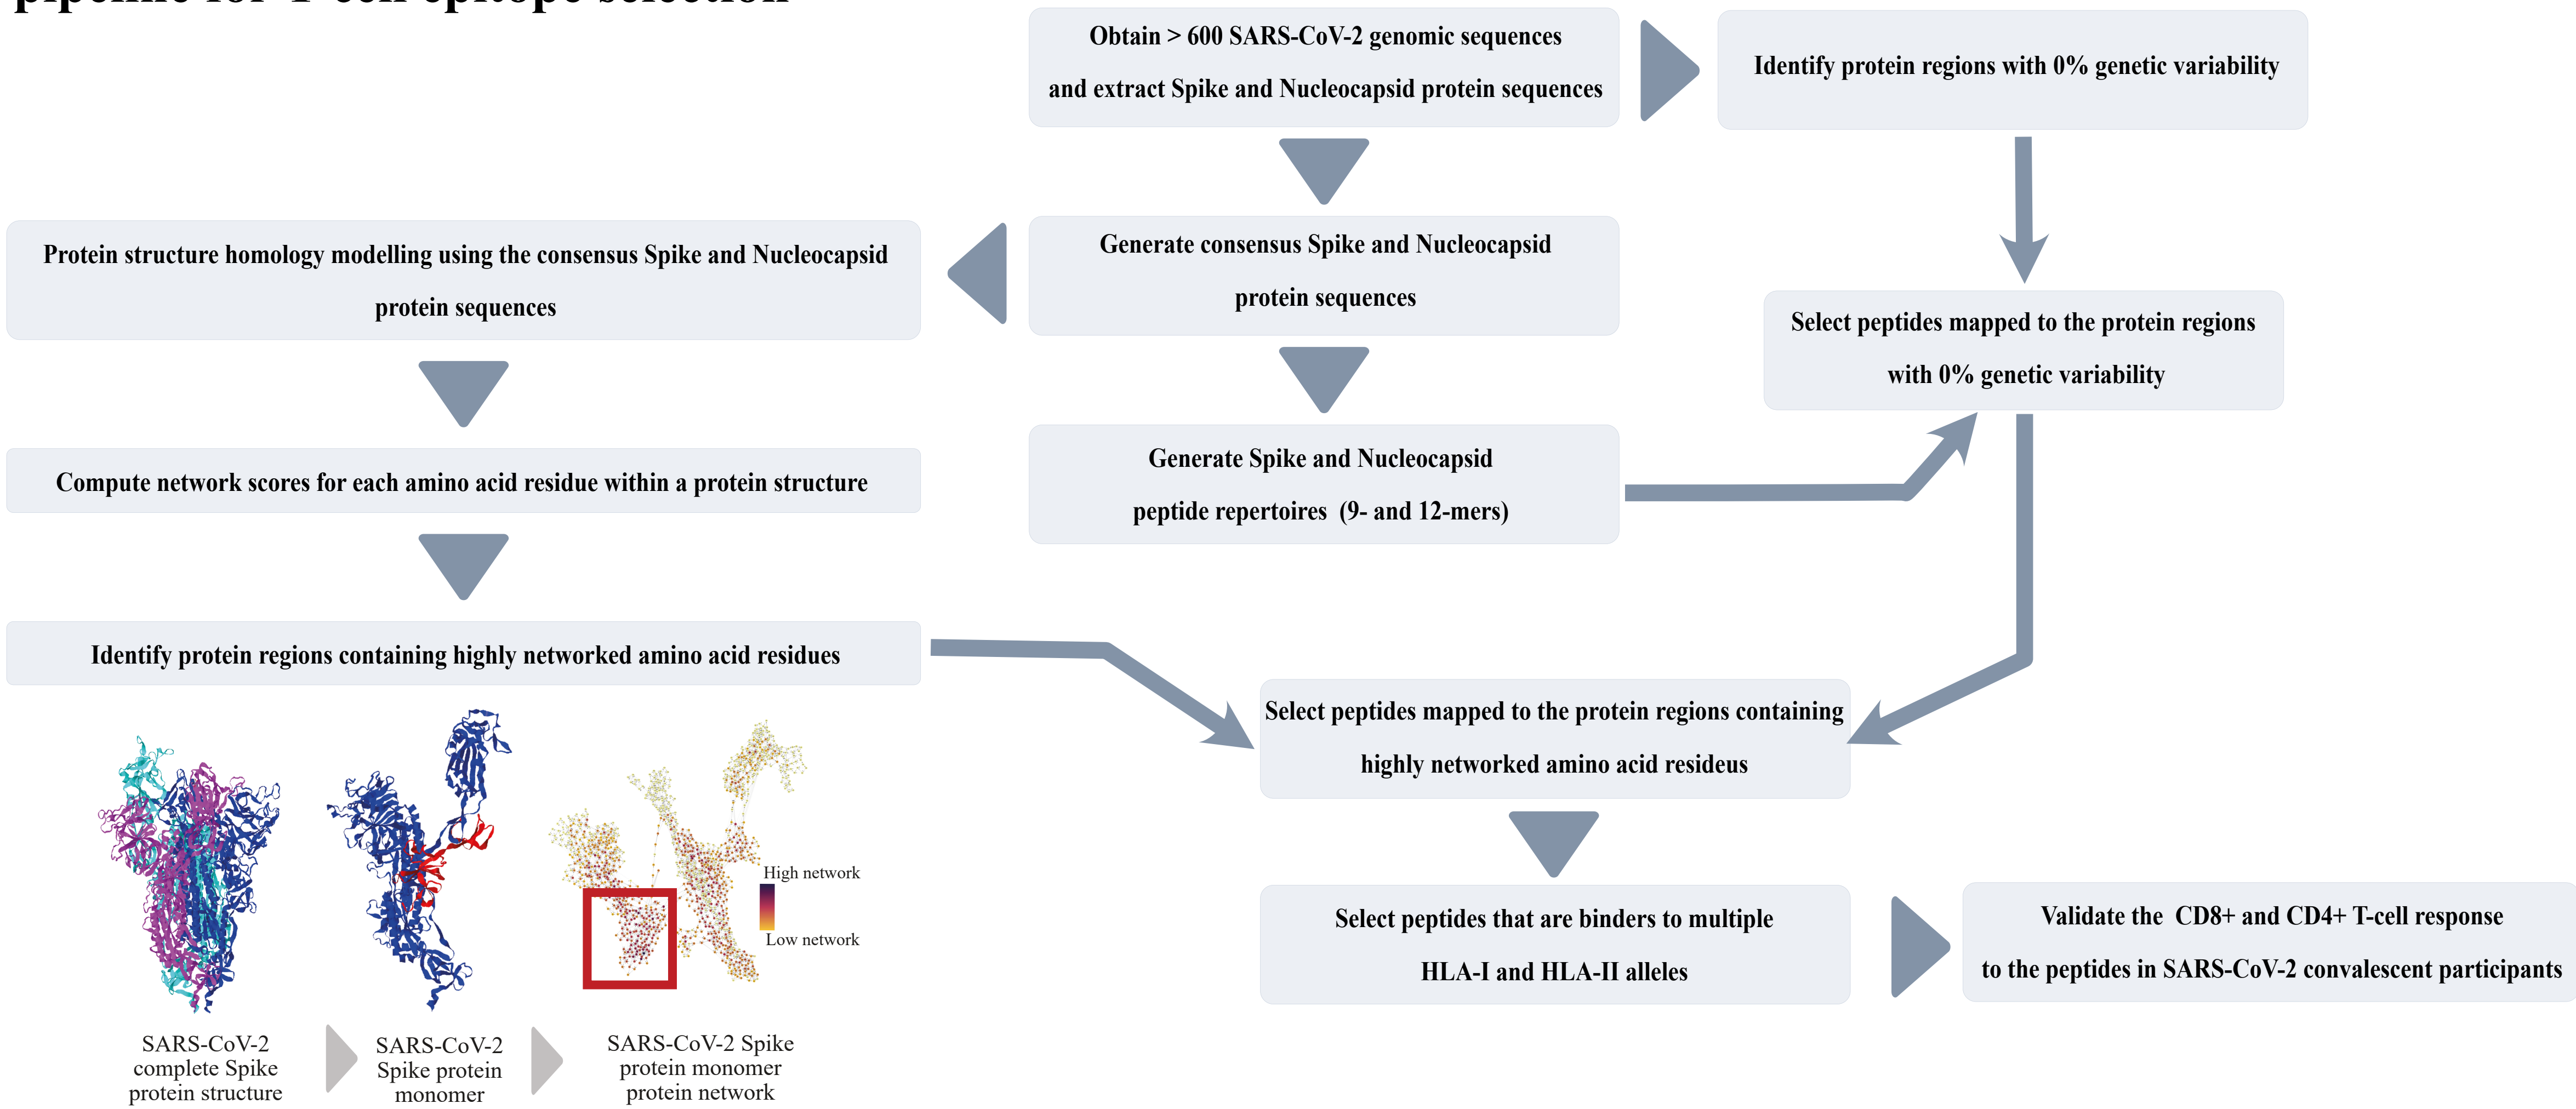 pipeline for T-cell epitope selection
Obtain > 600 SARS-CoV-2 genomic sequences
and extract Spike and Nucleocapsid protein sequences
Identify protein regions with 0% genetic variability
Protein structure homology modelling using the consensus Spike and Nucleocapsid
protein sequences
Generate consensus Spike and Nucleocapsid
protein sequences
Select peptides mapped to the protein regions
with 0% genetic variability
Compute network scores for each amino acid residue within a protein structure
Generate Spike and Nucleocapsid
peptide repertoires (9- and 12-mers)
Identify protein regions containing highly networked amino acid residues
Select peptides mapped to the protein regions containing
highly networked amino acid resideus
High network
Low network
Select peptides that are binders to multiple
HLA-I and HLA-II alleles
Validate the CD8+ and CD4+ T-cell response
to the peptides in SARS-CoV-2 convalescent participants
SARS-CoV-2
complete Spike
protein structure
SARS-CoV-2
Spike protein
monomer
SARS-CoV-2 Spike
protein monomer
protein network